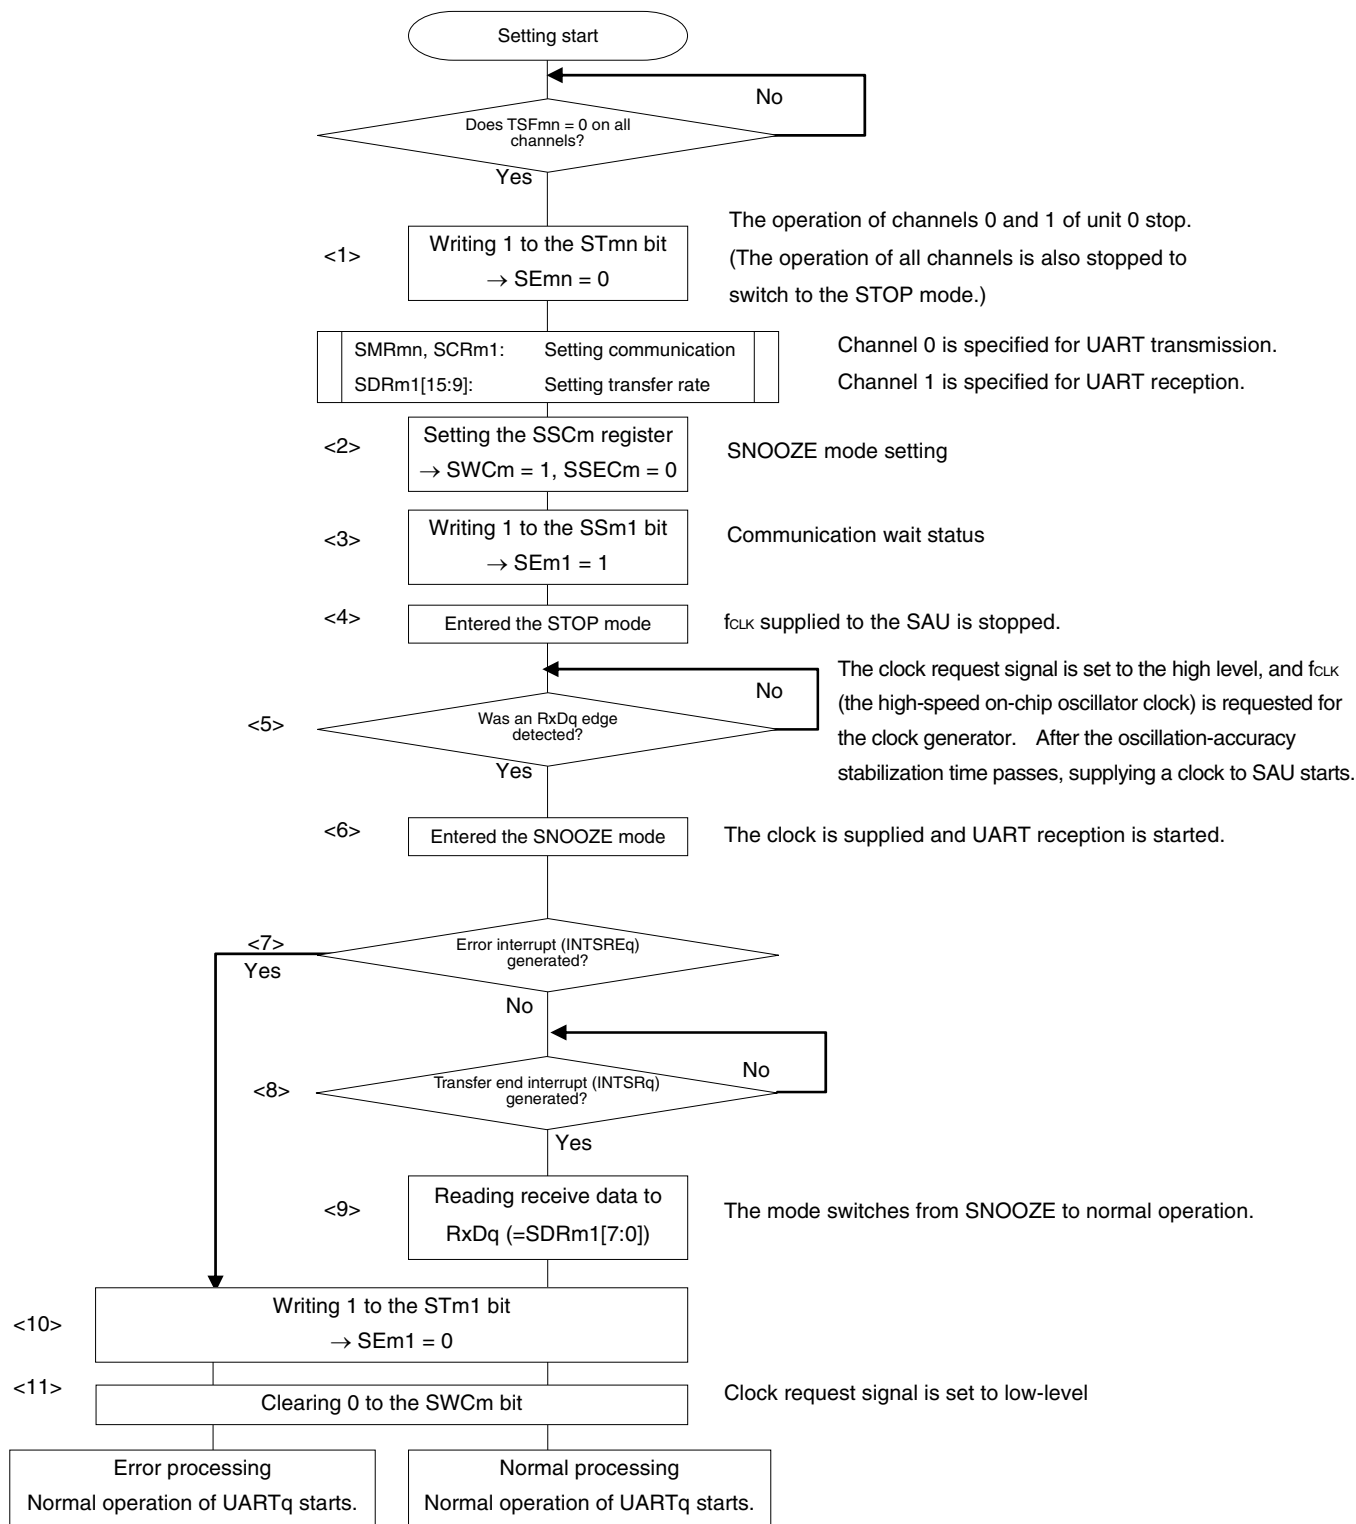 Setting start
No
Does TSFmn = 0 on all
channels?
Yes
<1>
Writing 1 to the STmn bit
→ SEmn = 0
The operation of channels 0 and 1 of unit 0 stop.
(The operation of all channels is also stopped to
switch to the STOP mode.)
SMRmn, SCRm1: Setting communication
SDRm1[15:9]: Setting transfer rate
Channel 0 is specified for UART transmission.
Channel 1 is specified for UART reception.
<2>
Setting the SSCm register
→ SWCm = 1, SSECm = 0
SNOOZE mode setting
<3>
Writing 1 to the SSm1 bit
→ SEm1 = 1
Communication wait status
<4>
Entered the STOP mode
fCLK supplied to the SAU is stopped.
No
<5>
Was an RxDq edge
detected?
Yes
The clock request signal is set to the high level, and fCLK
(the high-speed on-chip oscillator clock) is requested for
the clock generator. After the oscillation-accuracy
stabilization time passes, supplying a clock to SAU starts.
<6>
Entered the SNOOZE mode
The clock is supplied and UART reception is started.
<7>
Error interrupt (INTSREq)
generated?
Yes
No
No
<8>
Transfer end interrupt (INTSRq)
generated?
Yes
<9>
Reading receive data to
RxDq (=SDRm1[7:0])
The mode switches from SNOOZE to normal operation.
<10>
Writing 1 to the STm1 bit
→ SEm1 = 0
<11>
Clearing 0 to the SWCm bit
Clock request signal is set to low-level
Error processing
Normal operation of UARTq starts.
Normal processing
Normal operation of UARTq starts.